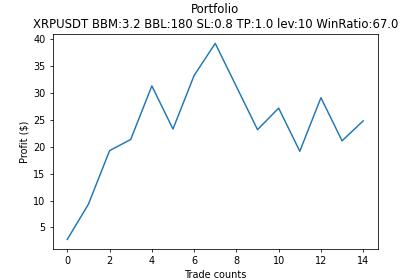 Portfolio
XRPUSDT BBM:3.2 BBL:180 SL:0.8 TP:1.0 lev:10 WinRatio:67.0
40
35
30
25
20
15
10
5
Profit ($)
0 2 4 6 8 10 12 14
Trade counts